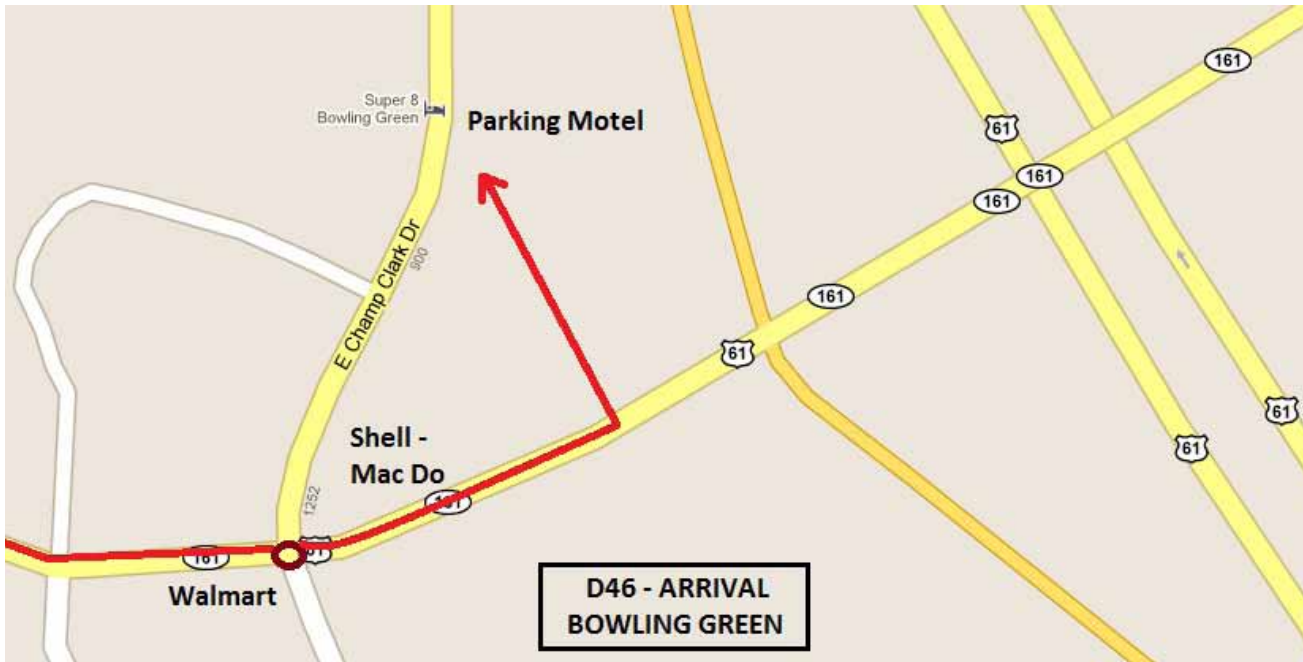 161
Super 8
Bowling Green
Parking Motel
61
161
161
161
61
E Champ Clark Dr
900
61
61
Shell -
Mac Do
1252
161
161
61
Walmart
D46 - ARRIVAL
BOWLING GREEN